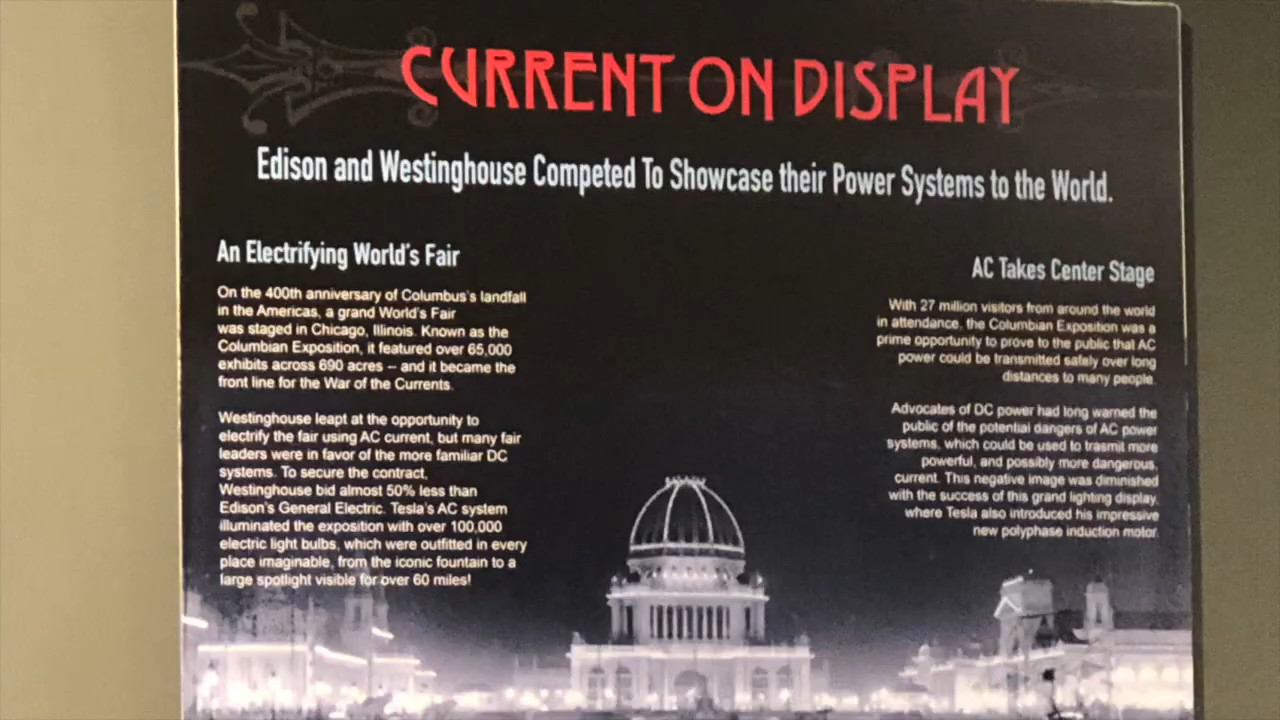 CURRENT ON DISPLAY
Edison and Westinghouse Competed To Showcase their Power Systems to the World.
An Electrifying World's Fair
On the 400th anniversary of Columbus's landfall
in the Americas, a grand World's Fair
was staged in Chicago, Illinois. Known as the
Columbian Exposition, it featured over 65,000
exhibits across 690 acres – and it became the
front line for the War of the Currents.
Westinghouse leapt at the opportunity to
electrify the fair using AC current, but many fair
leaders were in favor of the more familiar DC
systems. To secure the contract,
Westinghouse bid almost 50% less than
Edison's General Electric. Tesla's AC system
illuminated the exposition with over 100,000
electric light bulbs, which were outfitted in every
place imaginable, from the iconic fountain to a
large spotlight visible for over 60 miles!
AC Takes Center Stage
With 27 million visitors from around the world
in attendance, the Columbian Exposition was a
prime opportunity to prove to the public that AC
power could be transmitted safely over long
distances to many people.
Advocates of DC power had long warned the
public of the potential dangers of AC power
systems, which could be used to trasmit more
powerful, and possibly more dangerous,
current. This negative image was diminished
with the success of this grand lighting display,
where Tesla also introduced his impressive
new polyphase induction motor.